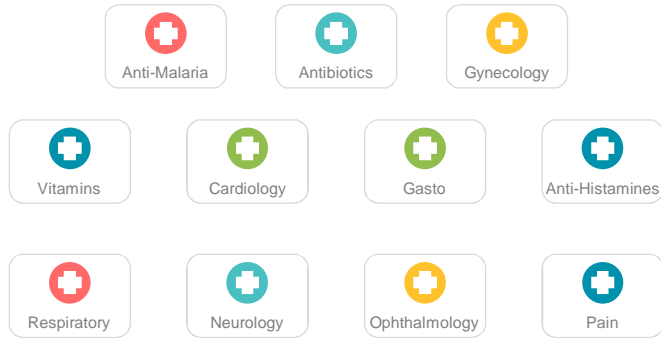 Anti-Malaria
Antibiotics
Gynecology
Vitamins
Cardiology
Gasto
Anti-Histamines
Respiratory
Neurology
Ophthalmology
Pain